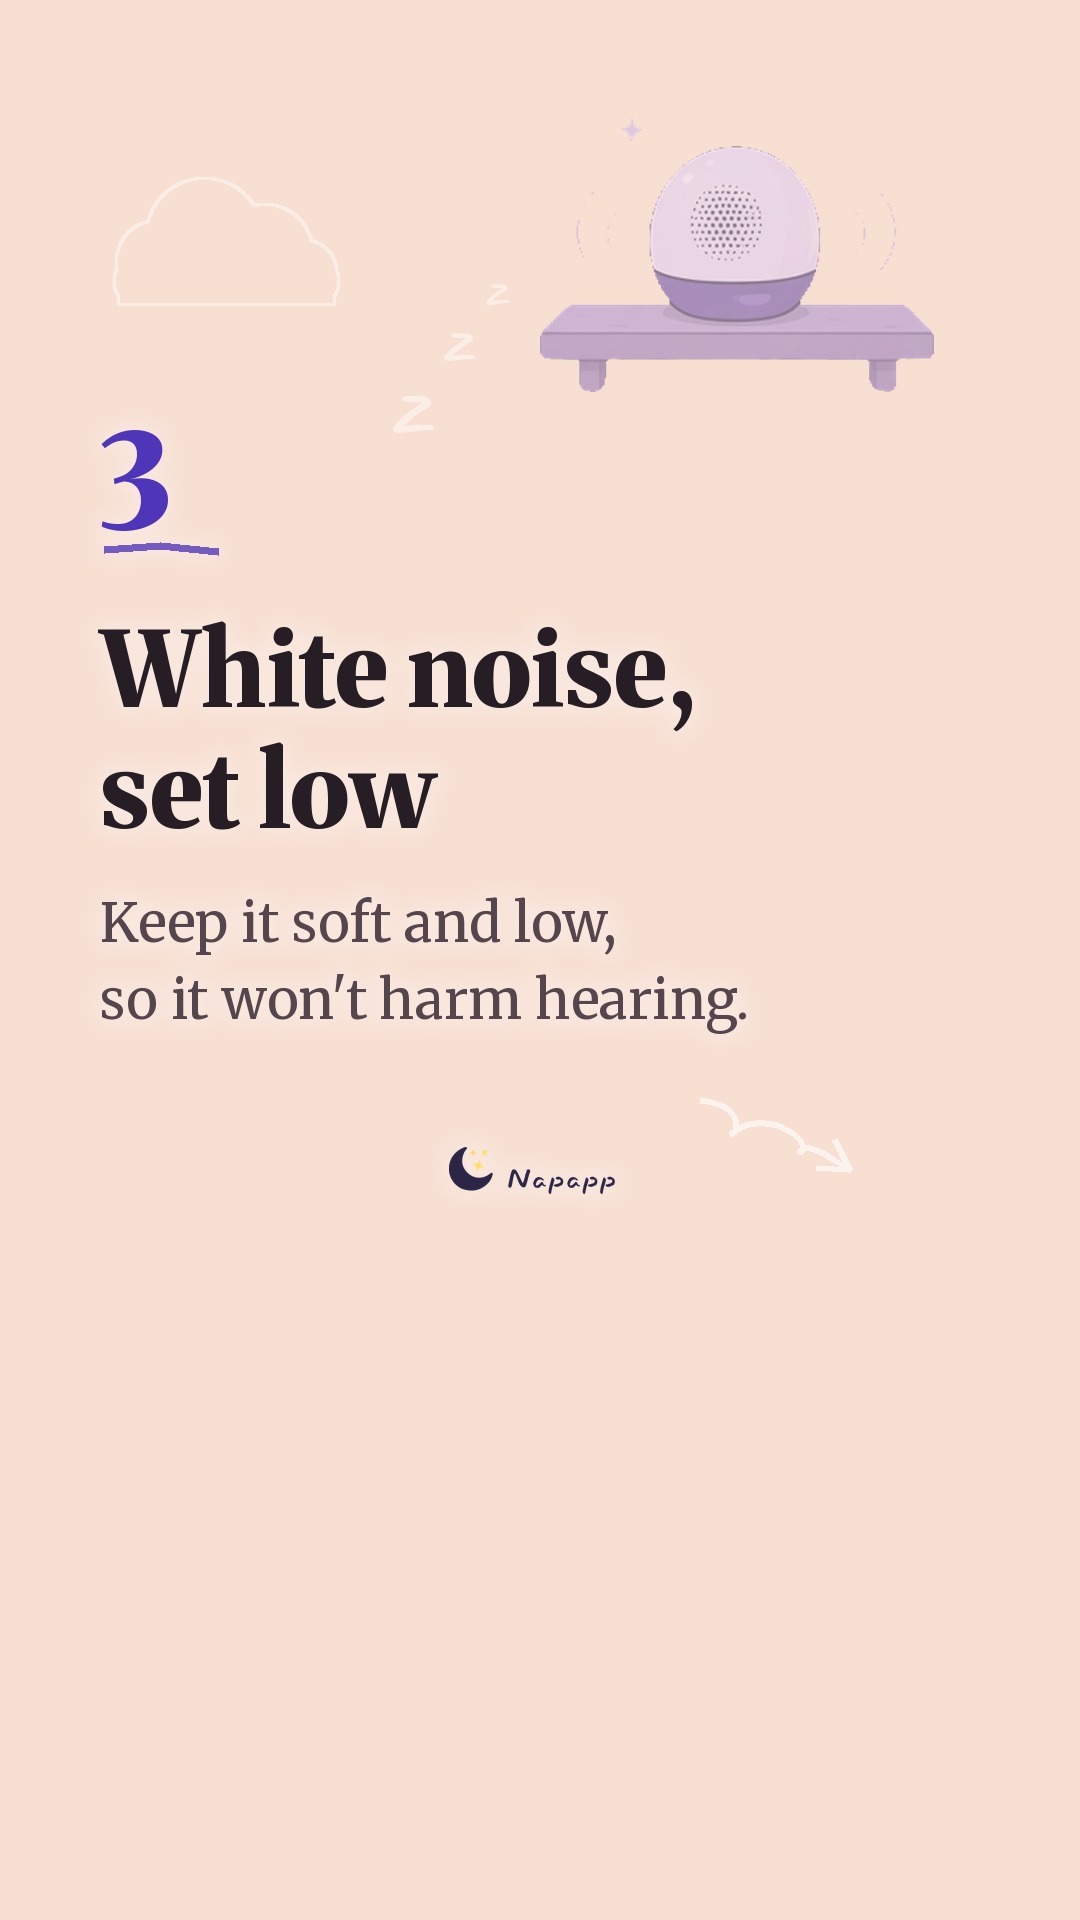 z
z
z
3
White noise,
set low
Keep it soft and low,
so it won't harm hearing.
Napapp